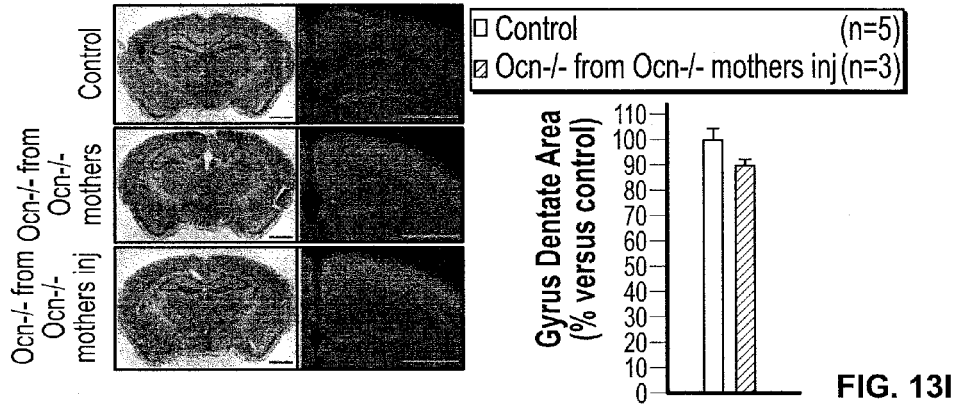 Control
Ocn-/- from
Ocn-/-
mothers
Ocn-/- from
Ocn-/-
mothers inj
Control (n=5)
Ocn-/- from Ocn-/- mothers inj (n=3)
Gyrus Dentate Area
(% versus control)
110
100
90
80
70
60
50
40
30
20
10
0
FIG. 13I